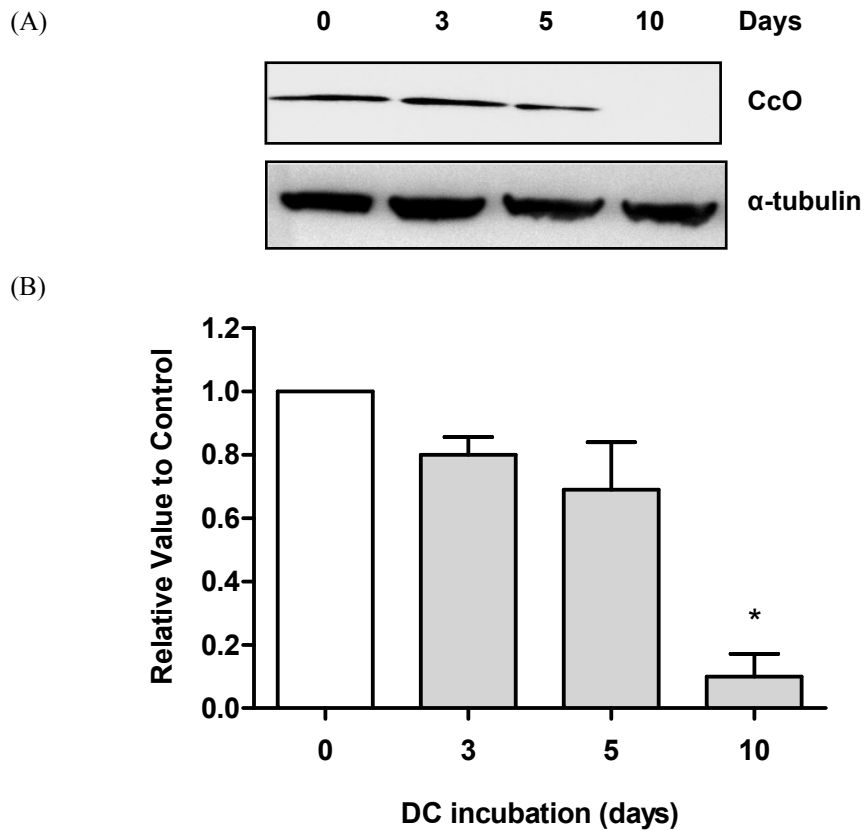 (A)
0 3 5 10 Days
CcO
α-tubulin
(B)
Relative Value to Control
1.2
1.0
0.8
0.6
0.4
0.2
0.0
*
0 3 5 10
DC incubation (days)